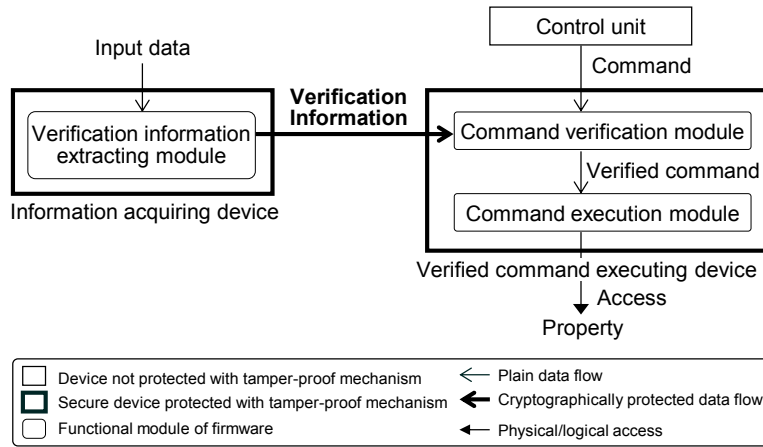 Input data
Control unit
Command
Verification
Information
Verification information
extracting module
Command verification module
Verified command
Command execution module
Information acquiring device
Verified command executing device
Access
Property
Device not protected with tamper-proof mechanism
Plain data flow
Secure device protected with tamper-proof mechanism
Cryptographically protected data flow
Functional module of firmware
Physical/logical access